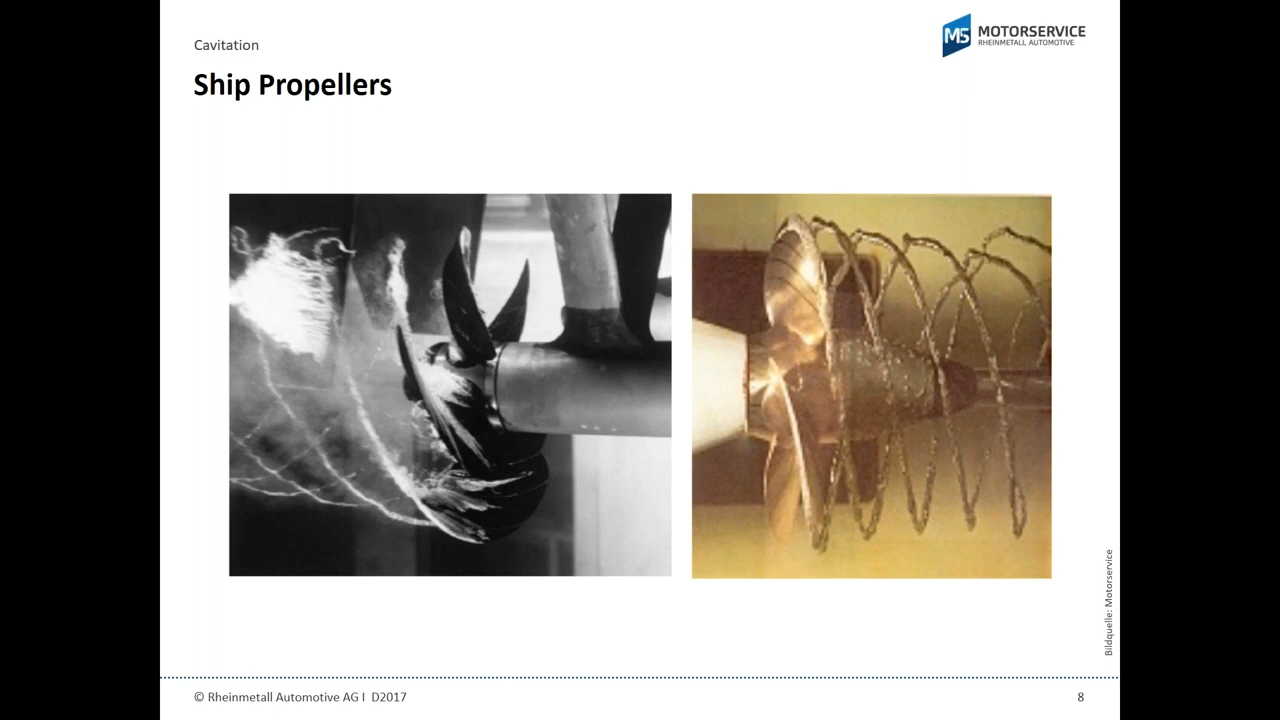 Cavitation
Ship Propellers
MS MOTORSERVICE
RHEINMETALL AUTOMOTIVE
Bildquelle: Motorservice
© Rheinmetall Automotive AG I D2017
8